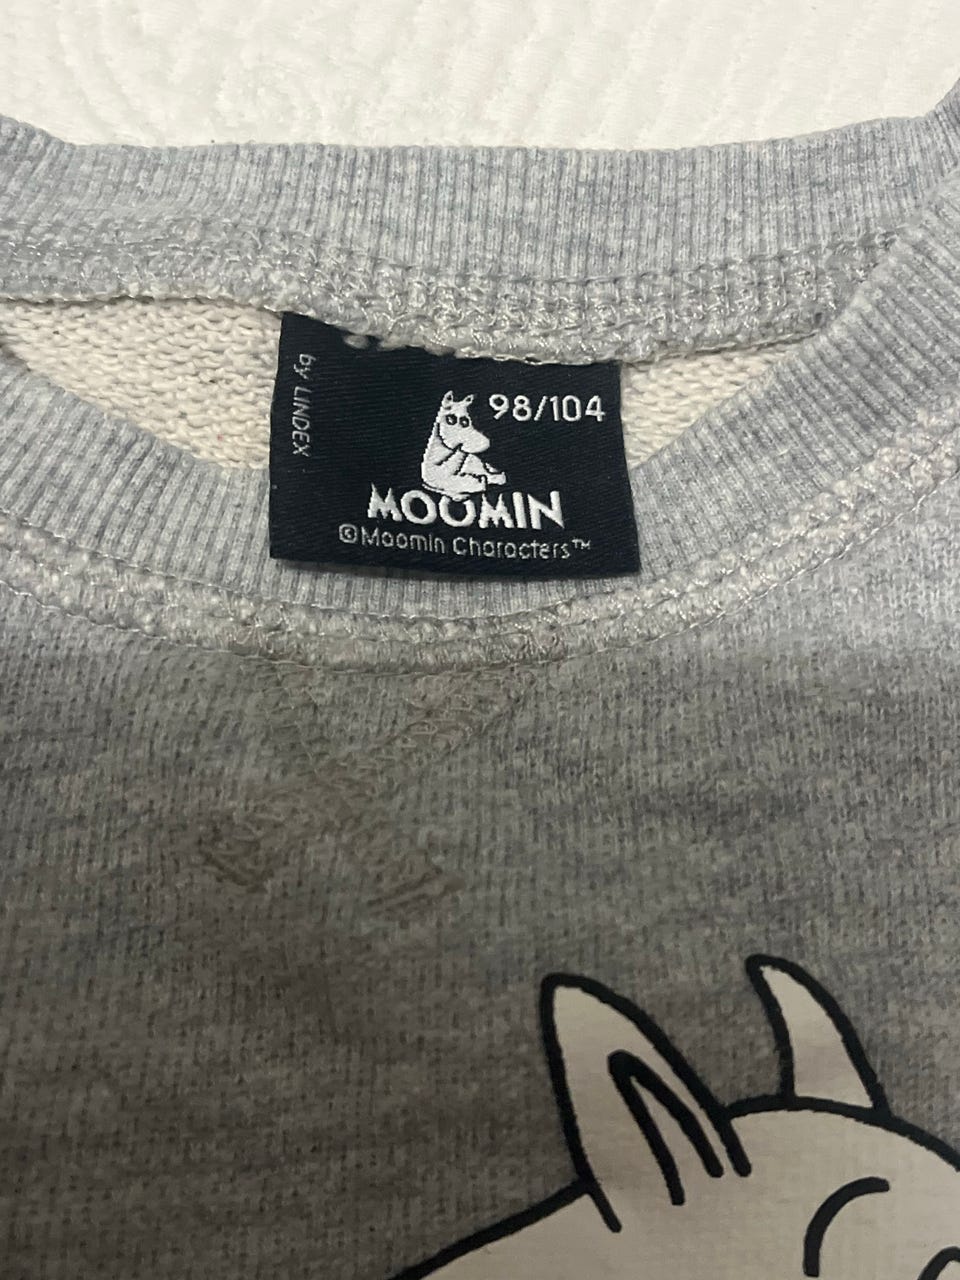 by LINDEX
98/104
MOOMIN
©Moomin Characters™